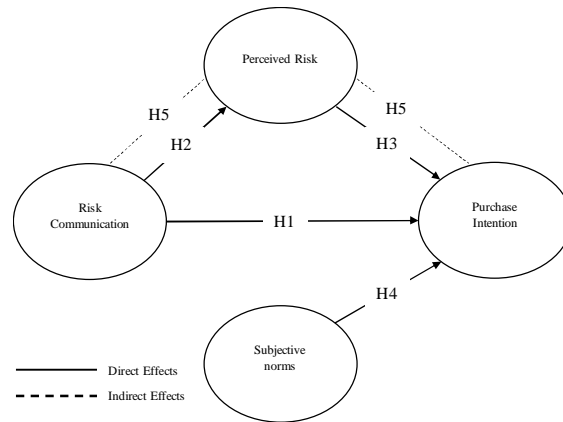 Perceived Risk
H5
H5
H2
H3
Risk
Communication
H1
Purchase
Intention
H4
Subjective
norms
Direct Effects
Indirect Effects